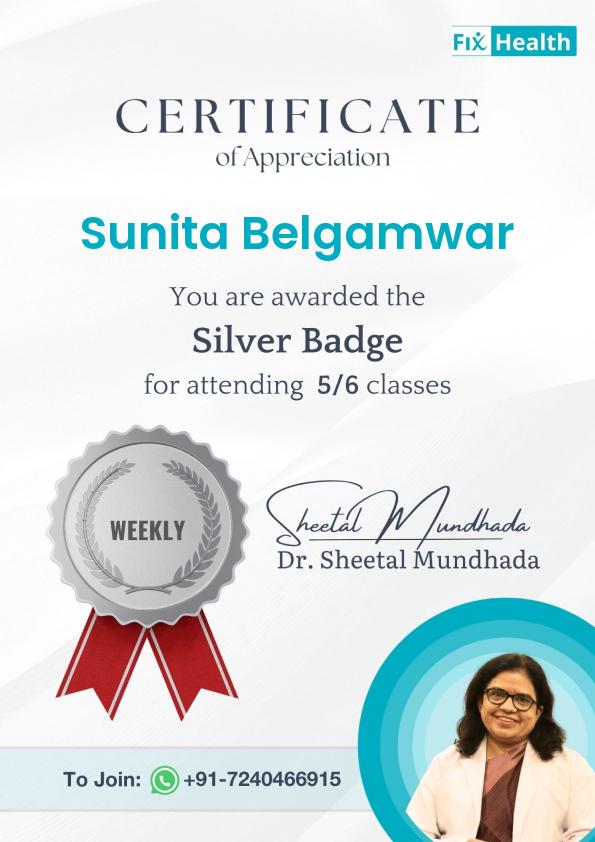 Fix Health
CERTIFICATE
of Appreciation
Sunita Belgamwar
You are awarded the
Silver Badge
for attending 5/6 classes
WEEKLY
Sheetal Mundhada
Dr. Sheetal Mundhada
To Join: +91-7240466915